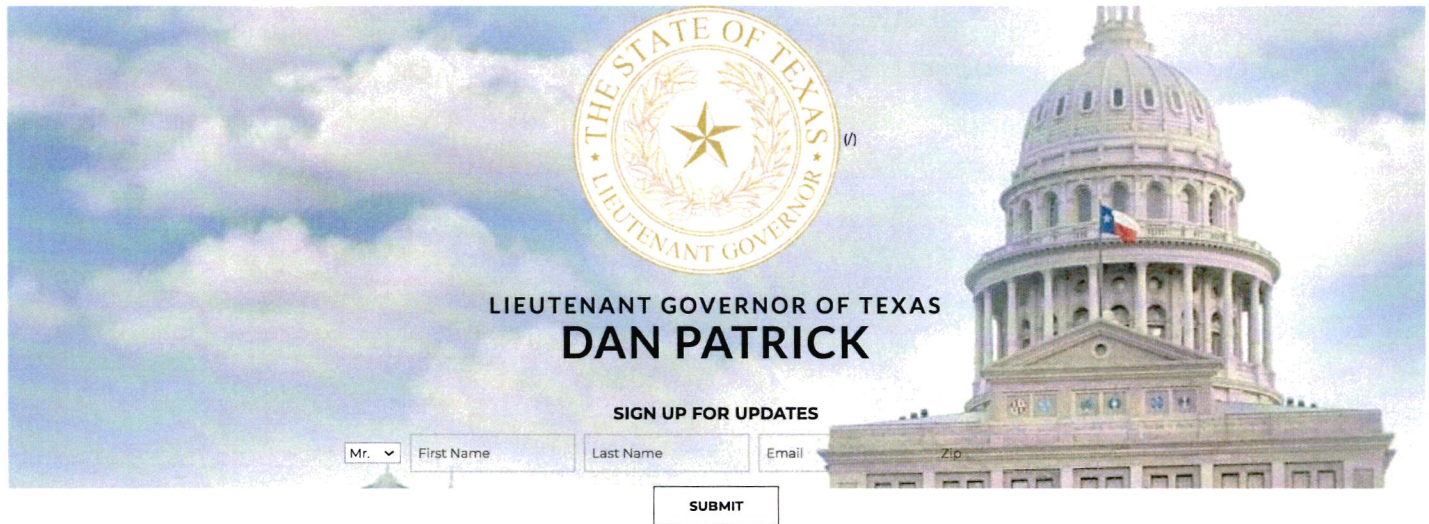 THE STATE OF TEXAS
LIEUTENANT GOVERNOR
(/)
LIEUTENANT GOVERNOR OF TEXAS
DAN PATRICK
SIGN UP FOR UPDATES
Mr. First Name Last Name Email Zip
SUBMIT